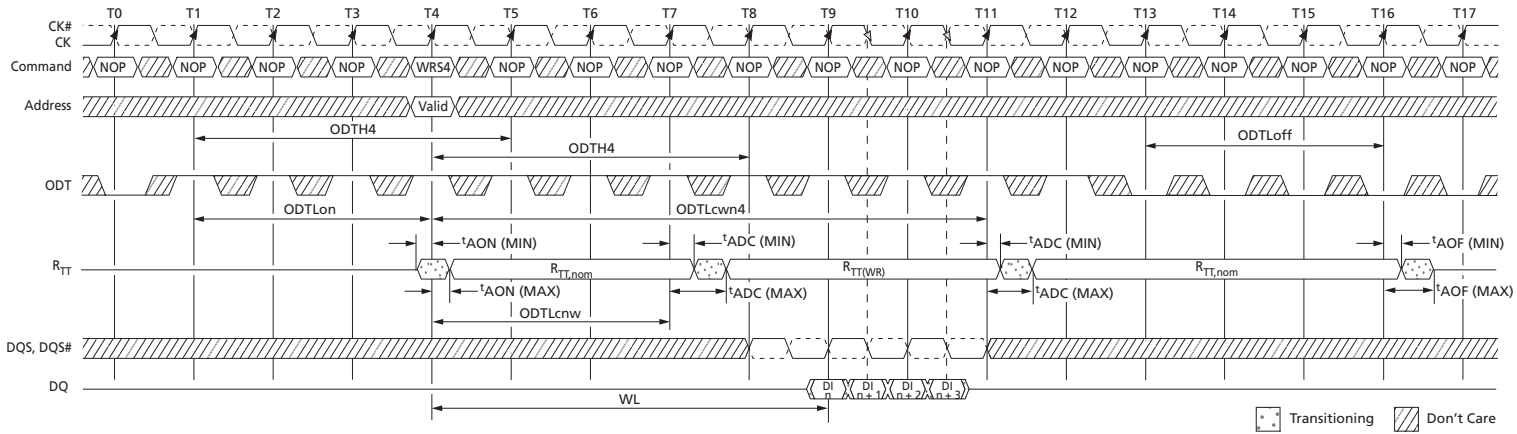 T0 T1 T2 T3 T4 T5 T6 T7 T8 T9 T10 T11 T12 T13 T14 T15 T16 T17
CK#
CK
Command NOP NOP NOP NOP WRS4 NOP NOP NOP NOP NOP NOP NOP NOP NOP NOP NOP NOP NOP
Address Valid
ODTH4 ODTLoff
ODTH4
ODT
ODTLon ODTLcwn4
tAON (MIN) tADC (MIN) tADC (MIN) tAOF (MIN)
RTT RTT,nom RTT(WR) RTT,nom
tAON (MAX) tADC (MAX) tADC (MAX) tAOF (MAX)
ODTLcnw
DQS, DQS#
DQ DI n DI n + 1 DI n + 2 DI n + 3
WL
Transitioning Don't Care